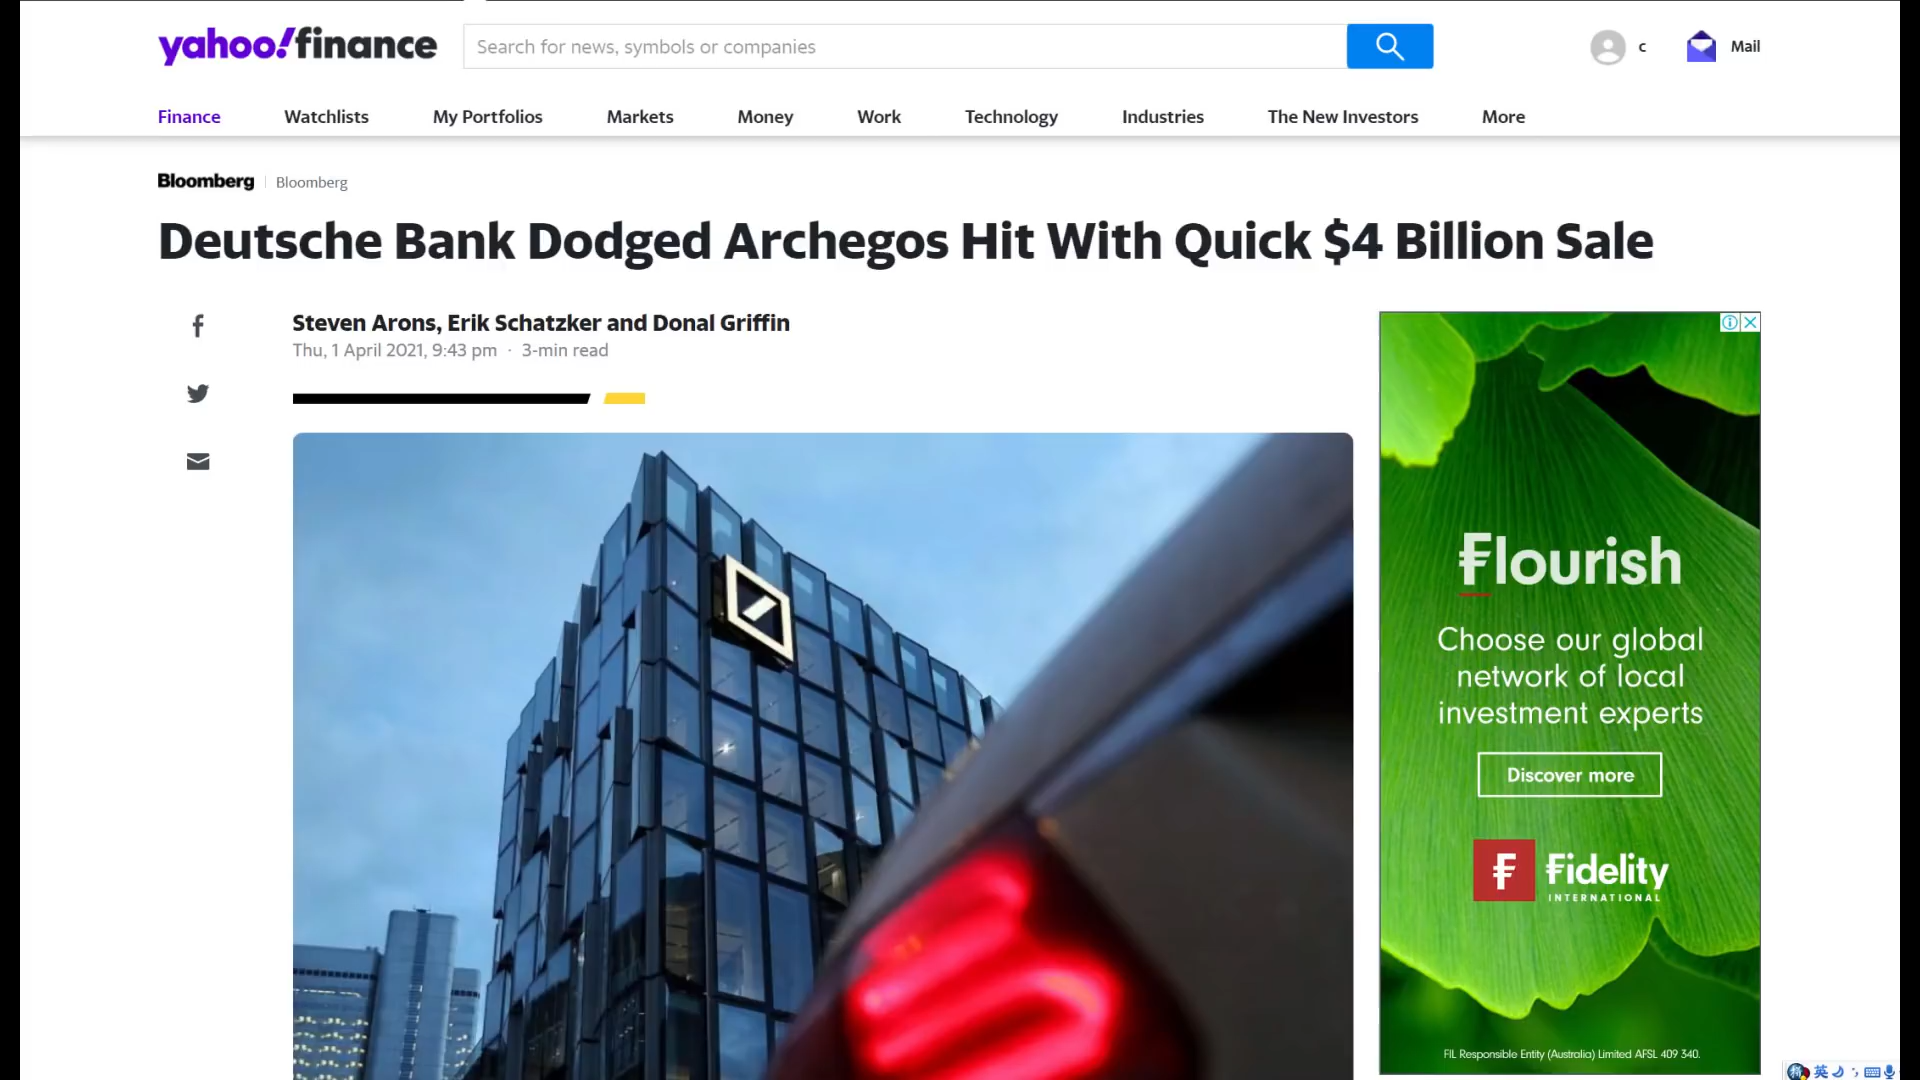 yahoo!finance
Search for news, symbols or companies
c
Mail
Finance
Watchlists
My Portfolios
Markets
Money
Work
Technology
Industries
The New Investors
More
Bloomberg
Bloomberg
Deutsche Bank Dodged Archegos Hit With Quick $4 Billion Sale
Steven Arons, Erik Schatzker and Donal Griffin
Thu, 1 April 2021, 9:43 pm · 3-min read
Flourish
Choose our global
network of local
investment experts
Discover more
Fidelity
INTERNATIONAL
FIL Responsible Entity (Australia) Limited AFSL 409 340.
英